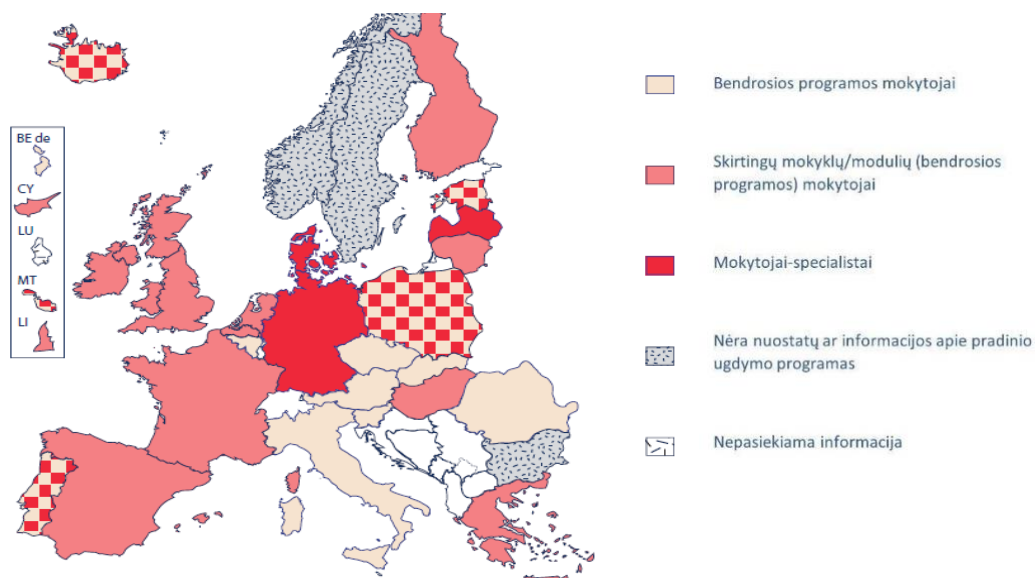 BE de
CY
LU
MT
LI
Bendrosios programos mokytojai
Skirtingų mokyklų/modulių (bendrosios
programos) mokytojai
Mokytojai-specialistai
Nėra nuostatų ar informacijos apie pradinio
ugdymo programas
Nepasiekiama informacija